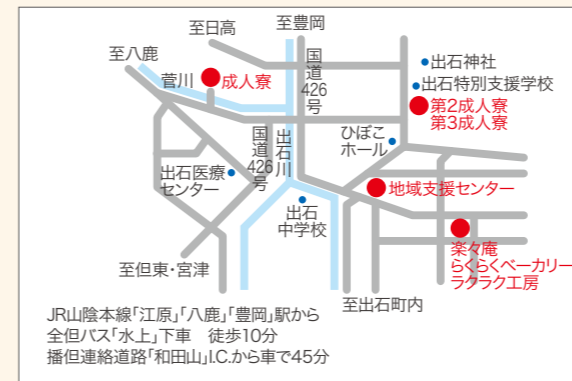 至豊岡
至日高
至八鹿
国道426号
出石神社
菅川
成人寮
出石特別支援学校
第2成人寮
第3成人寮
国道426号
出石川
ひぼこ
ホール
出石医療
センター
地域支援センター
出石
中学校
楽々庵
らくらくベーカリー
ラクラク工房
至但東・宮津
至出石町内
JR山陰本線「江原」「八鹿」「豊岡」駅から
全但バス「水上」下車　徒歩10分
播但連絡道路「和田山」I.C.から車で45分